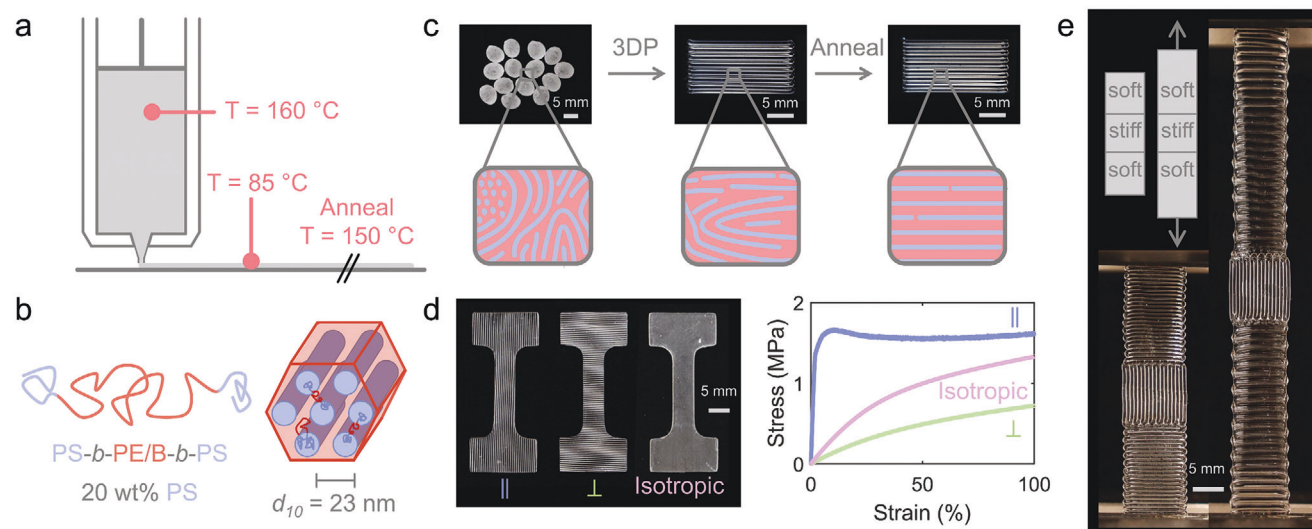 a
T = 160 °C
T = 85 °C
Anneal
T = 150 °C
b
PS-b-PE/B-b-PS
20 wt% PS
d10 = 23 nm
c
3DP
Anneal
5 mm
5 mm
5 mm
d
5 mm
||
⊥
Isotropic
Stress (MPa)
2
1
0
0
50
100
Strain (%)
||
Isotropic
⊥
e
soft
stiff
soft
soft
stiff
soft
5 mm